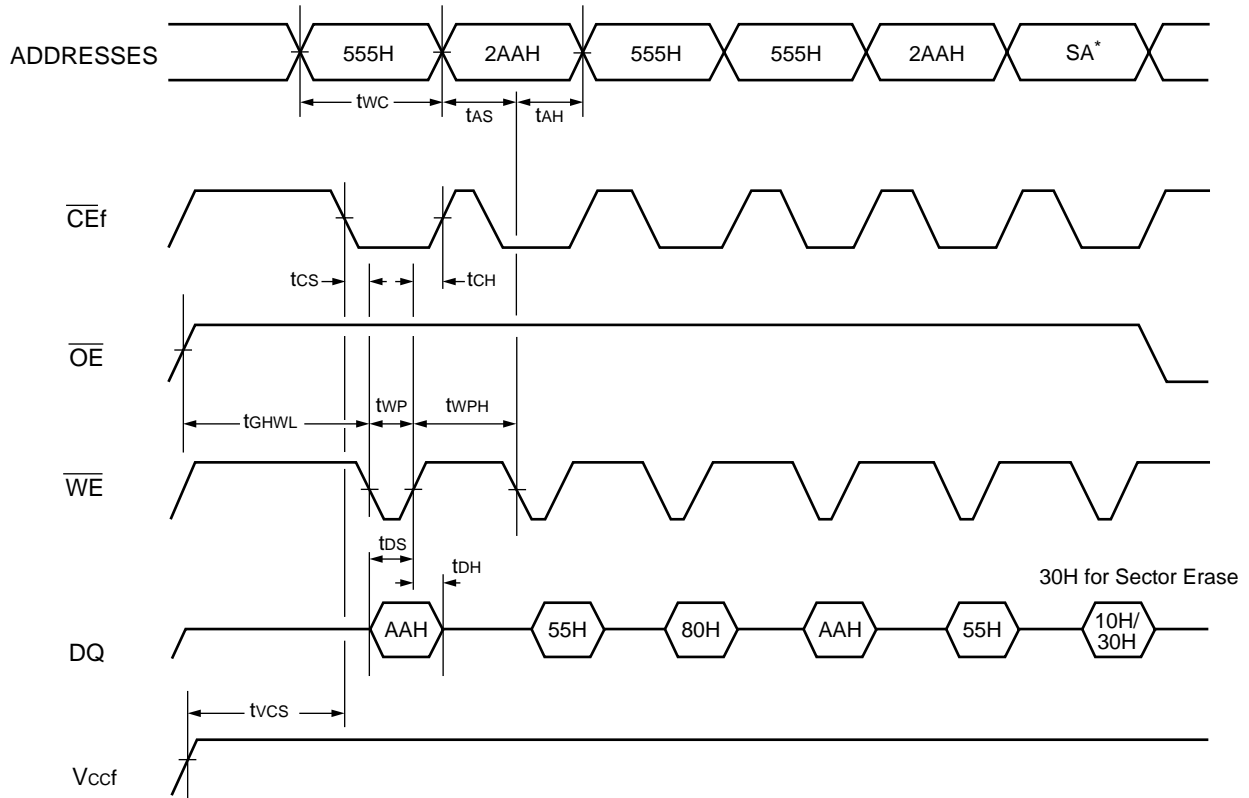 ADDRESSES 555H 2AAH 555H 555H 2AAH SA*
tWC tAS tAH
CEf
tCS tCH
OE
tGHWL tWP tWPH
WE
tDS
tDH
30H for Sector Erase
DQ AAH 55H 80H AAH 55H 10H/
30H
tVCS
VCCf